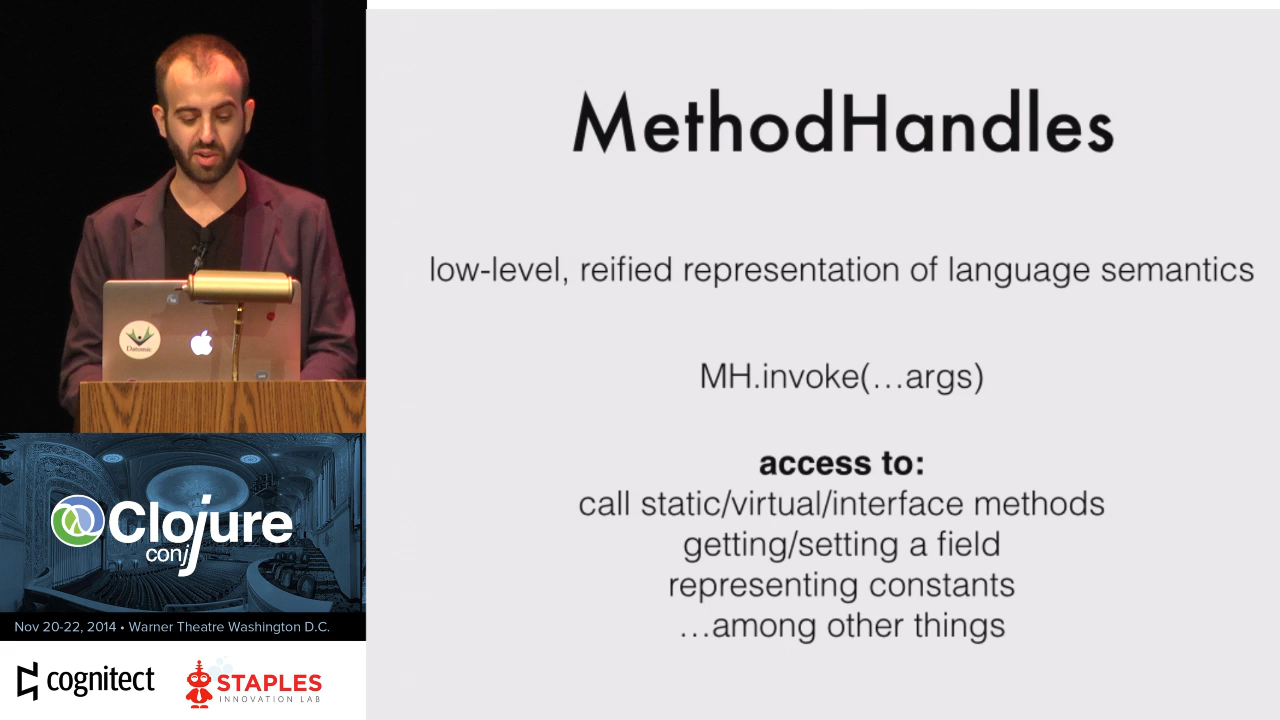 MethodHandles
low-level, reified representation of language semantics
MH.invoke(…args)
access to:
call static/virtual/interface methods
getting/setting a field
representing constants
…among other things
Datomic
Clojure
conj
Nov 20-22, 2014 • Warner Theatre Washington D.C.
cognitect
STAPLES
INNOVATION LAB